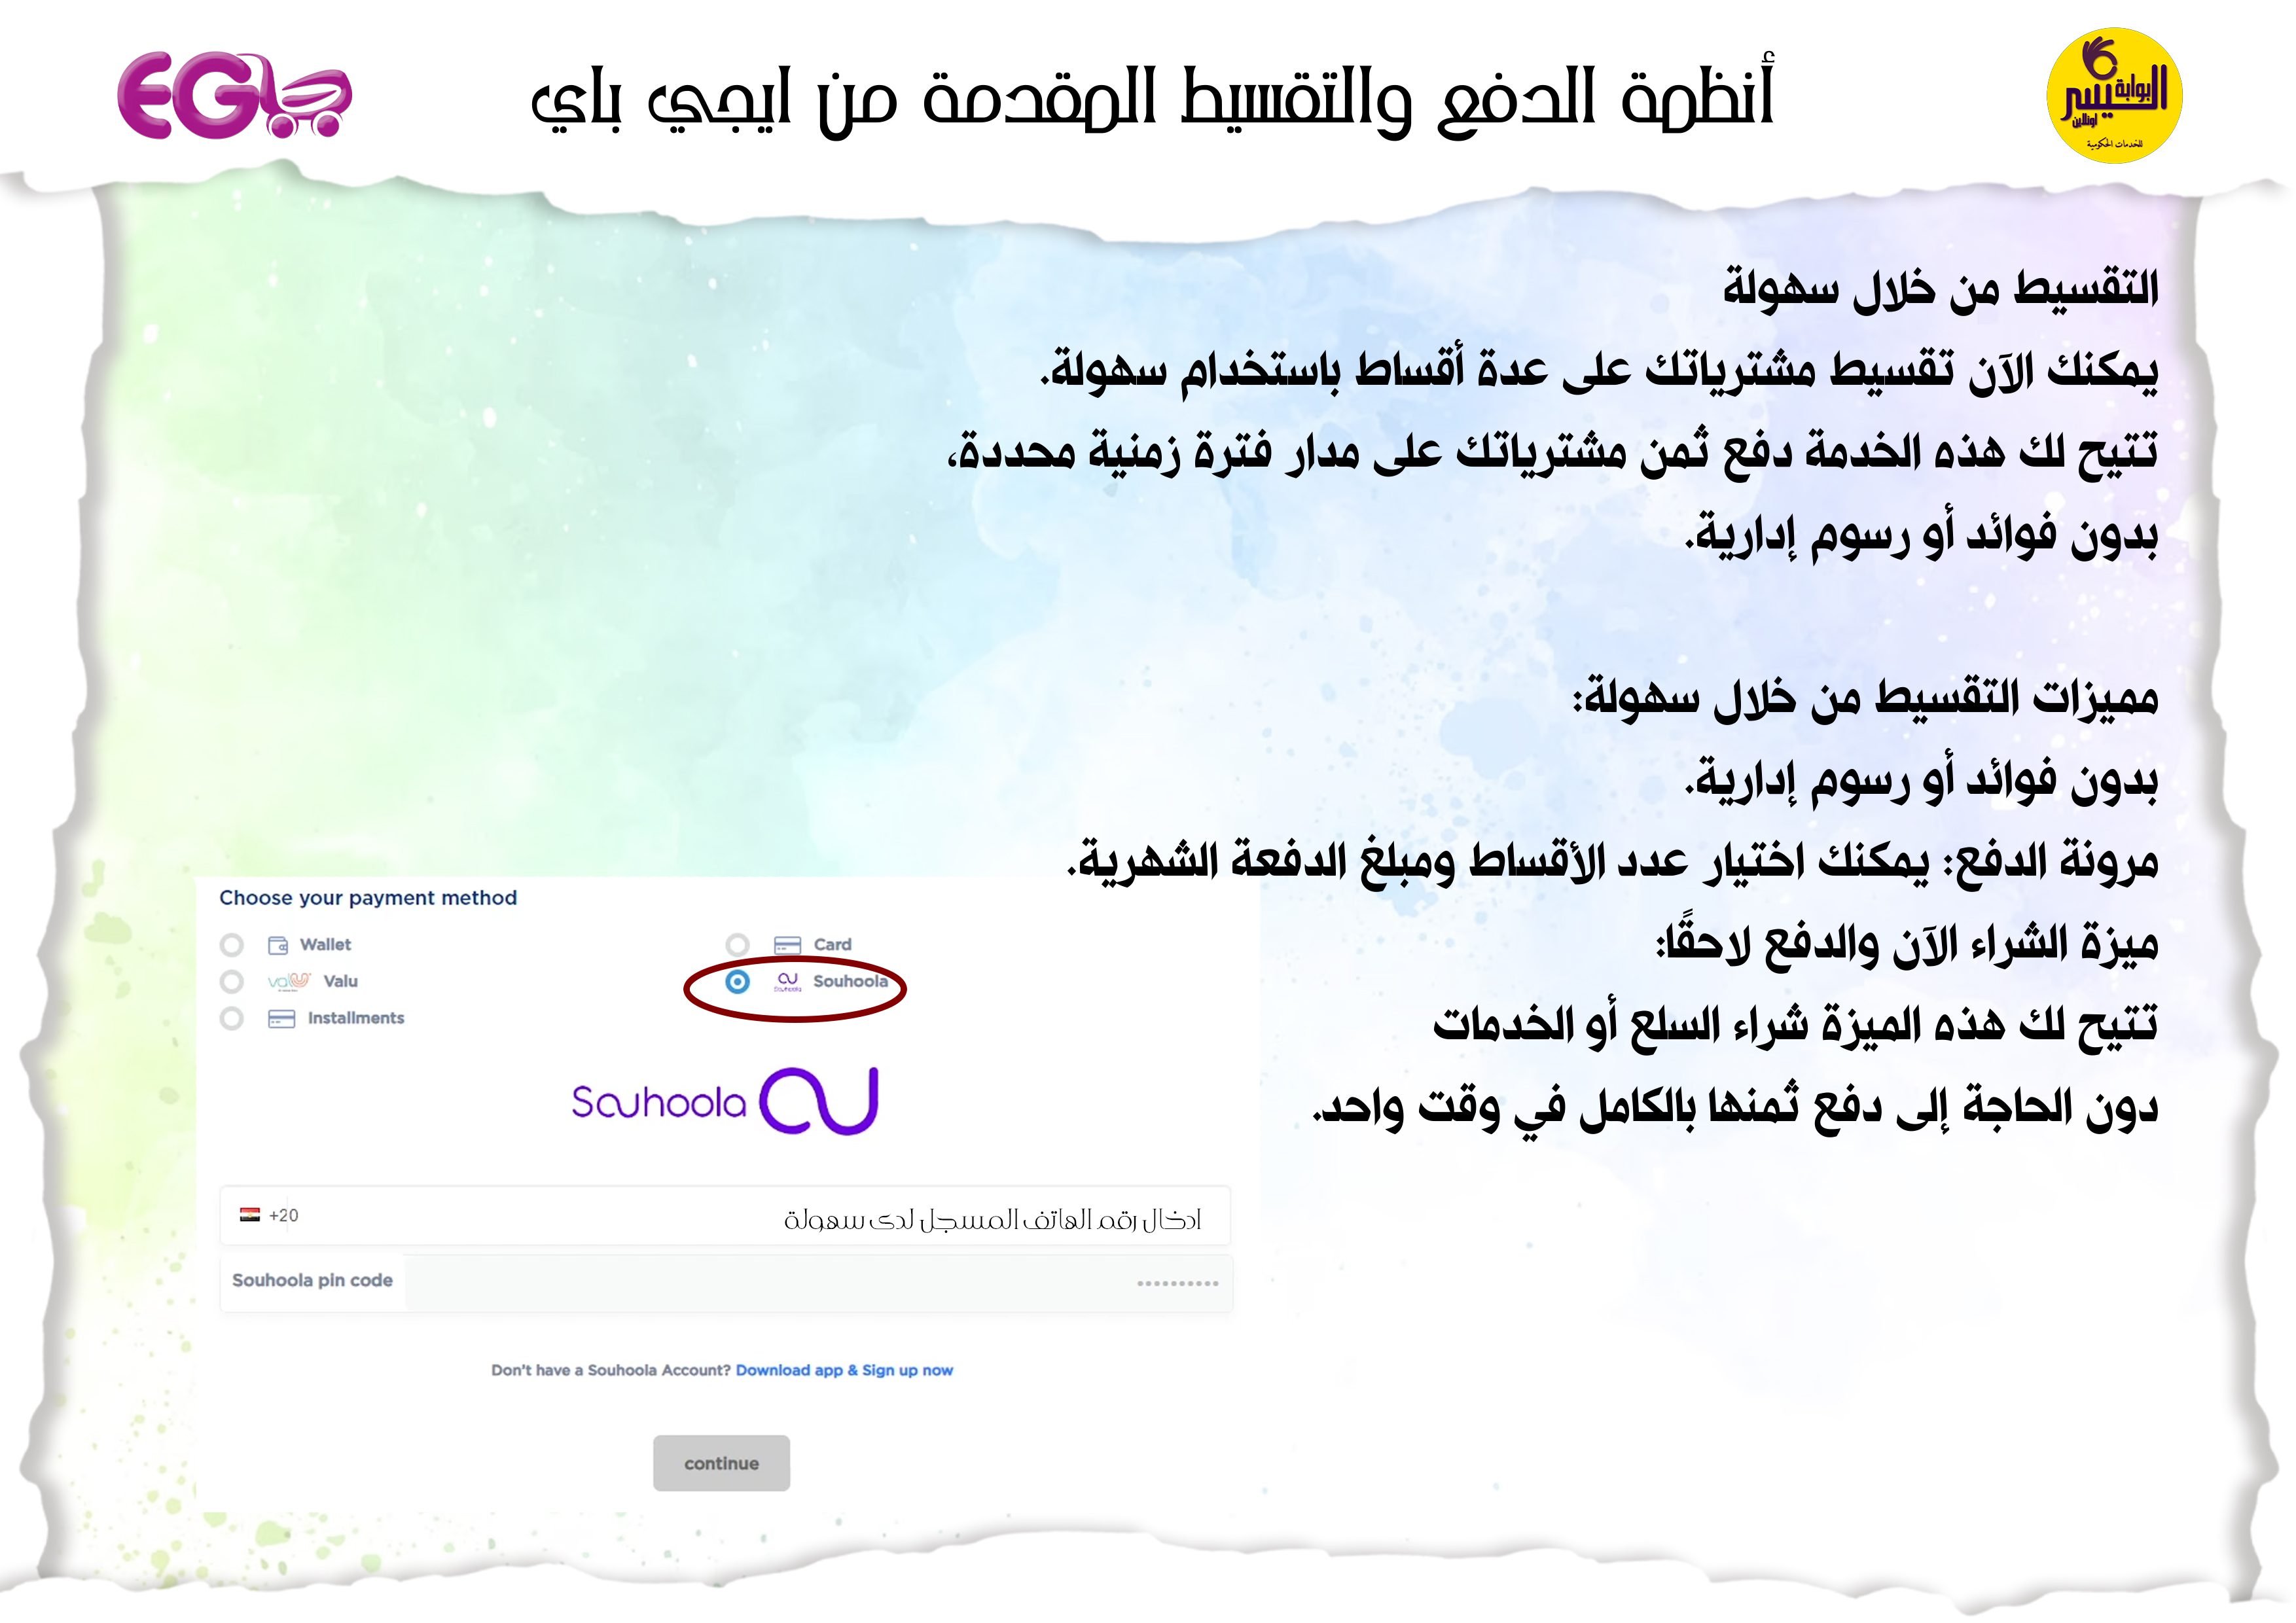 EG
أنظمة الدفع والتقسيط المقدمة من ايجي باي
البوابة
اليسر
اونلاين
للخدمات الحكومية
التقسيط من خلال سهولة
يمكنك الآن تقسيط مشترياتك على عدة أقساط باستخدام سهولة.
تتيح لك هذه الخدمة دفع ثمن مشترياتك على مدار فترة زمنية محددة،
بدون فوائد أو رسوم إدارية.
مميزات التقسيط من خلال سهولة:
بدون فوائد أو رسوم إدارية.
مرونة الدفع: يمكنك اختيار عدد الأقساط ومبلغ الدفعة الشهرية.
ميزة الشراء الآن والدفع لاحقًا:
تتيح لك هذه الميزة شراء السلع أو الخدمات
دون الحاجة إلى دفع ثمنها بالكامل في وقت واحد.
Choose your payment method
Wallet
Card
valU Valu
Souhoola Souhoola
Installments
Souhoola
+20 ادخال رقم الهاتف المسجل لدى سهولة
Souhoola pin code ••••••••••
Don't have a Souhoola Account? Download app & Sign up now
continue